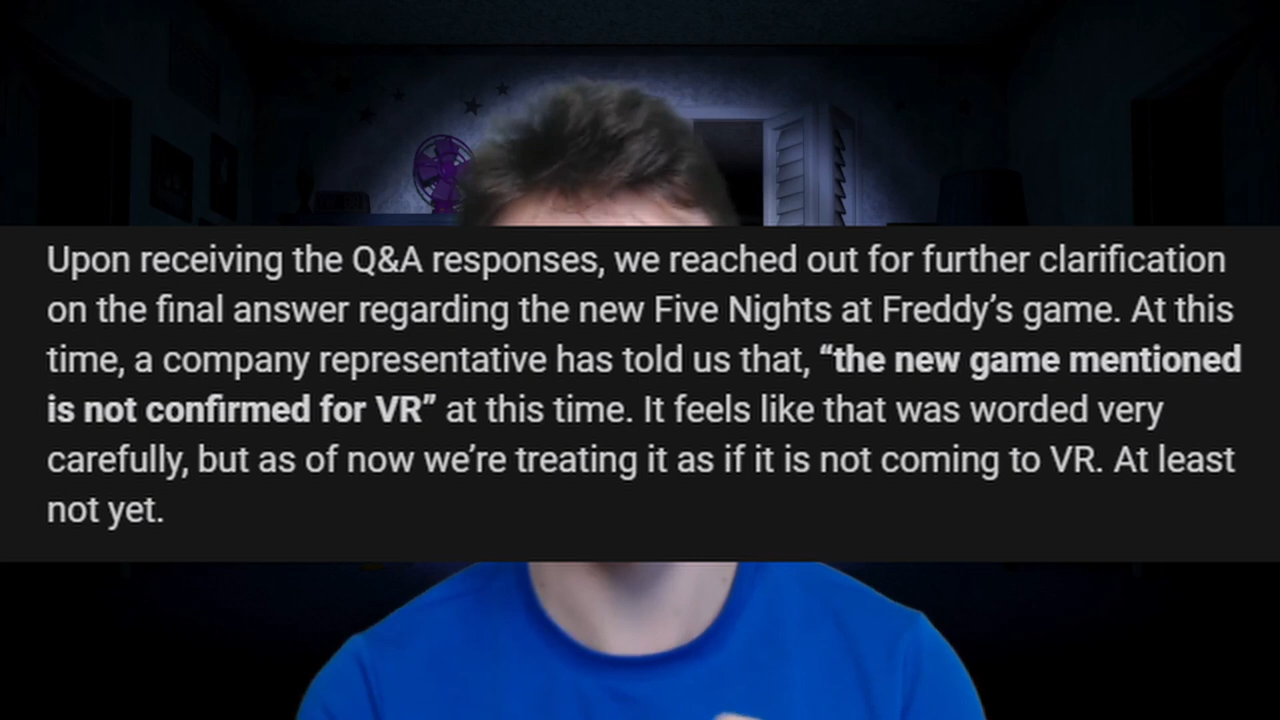 Upon receiving the Q&A responses, we reached out for further clarification
on the final answer regarding the new Five Nights at Freddy’s game. At this
time, a company representative has told us that, “the new game mentioned
is not confirmed for VR” at this time. It feels like that was worded very
carefully, but as of now we’re treating it as if it is not coming to VR. At least
not yet.